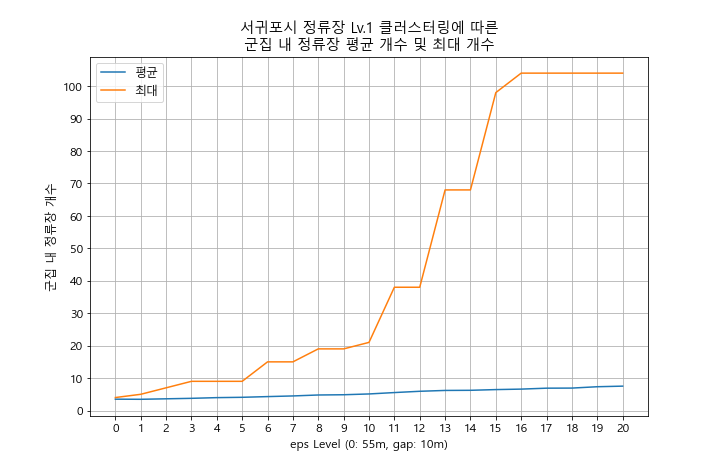 서귀포시 정류장 Lv.1 클러스터링에 따른
군집 내 정류장 평균 개수 및 최대 개수
평균
최대
군집 내 정류장 개수
100
90
80
70
60
50
40
30
20
10
0
0 1 2 3 4 5 6 7 8 9 10 11 12 13 14 15 16 17 18 19 20
eps Level (0: 55m, gap: 10m)